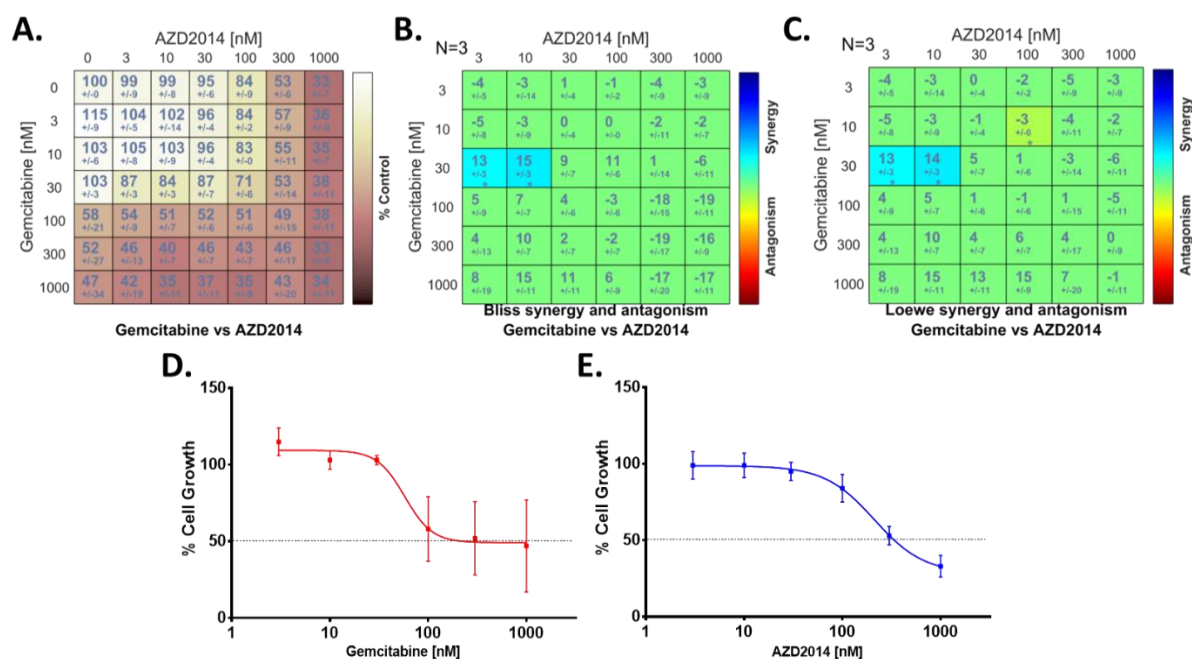 A.
AZD2014 [nM]
0 3 10 30 100 300 1000
Gemcitabine [nM]
0 100 99 99 95 84 53 33
+/-0 +/-9 +/-8 +/-6 +/-9 +/-6 +/-7
3 115 104 102 96 84 57 36
+/-9 +/-5 +/-14 +/-4 +/-2 +/-9 +/-9
10 103 105 103 96 83 55 35
+/-6 +/-8 +/-9 +/-4 +/-0 +/-11 +/-7
30 103 87 84 87 71 53 38
+/-3 +/-3 +/-3 +/-7 +/-6 +/-14 +/-11
100 58 54 51 52 51 49 38
+/-21 +/-9 +/-7 +/-6 +/-6 +/-15 +/-11
300 52 46 40 46 43 46 33
+/-27 +/-13 +/-7 +/-7 +/-7 +/-17 +/-9
1000 47 42 35 37 35 43 34
+/-34 +/-19 +/-11 +/-11 +/-20 +/-11
% Control
Gemcitabine vs AZD2014
B.
N=3
AZD2014 [nM]
3 10 30 100 300 1000
Gemcitabine [nM]
3 -4 -3 1 -1 -4 -3
+/-5 +/-14 +/-4 +/-2 +/-9 +/-9
10 -5 -3 0 0 -2 -2
+/-8 +/-9 +/-4 +/-0 +/-11 +/-7
30 13 15 9 11 1 -6
+/-3 +/-3 +/-7 +/-6 +/-14 +/-11
* *
100 5 7 4 -3 -18 -19
+/-9 +/-7 +/-6 +/-6 +/-15 +/-11
300 4 10 2 -2 -19 -16
+/-13 +/-7 +/-7 +/-7 +/-17 +/-9
1000 8 15 11 6 -17 -17
+/-19 +/-11 +/-11 +/-9 +/-20 +/-11
Synergy
Antagonism
Bliss synergy and antagonism
Gemcitabine vs AZD2014
C.
N=3
AZD2014 [nM]
3 10 30 100 300 1000
Gemcitabine [nM]
3 -4 -3 0 -2 -5 -3
+/-5 +/-14 +/-4 +/-2 +/-9 +/-9
10 -5 -3 -1 -3 -4 -2
+/-8 +/-9 +/-4 +/-0 +/-11 +/-7
*
30 13 14 5 1 -3 -6
+/-3 +/-3 +/-7 +/-6 +/-14 +/-11
* *
100 4 5 1 -1 1 -5
+/-9 +/-7 +/-6 +/-6 +/-15 +/-11
300 4 10 4 6 4 0
+/-13 +/-7 +/-7 +/-7 +/-17 +/-9
1000 8 15 13 15 7 -1
+/-19 +/-11 +/-11 +/-9 +/-20 +/-11
Synergy
Antagonism
Loewe synergy and antagonism
Gemcitabine vs AZD2014
D.
% Cell Growth
150
100
50
0
1 10 100 1000
Gemcitabine [nM]
E.
% Cell Growth
150
100
50
0
1 10 100 1000
AZD2014 [nM]